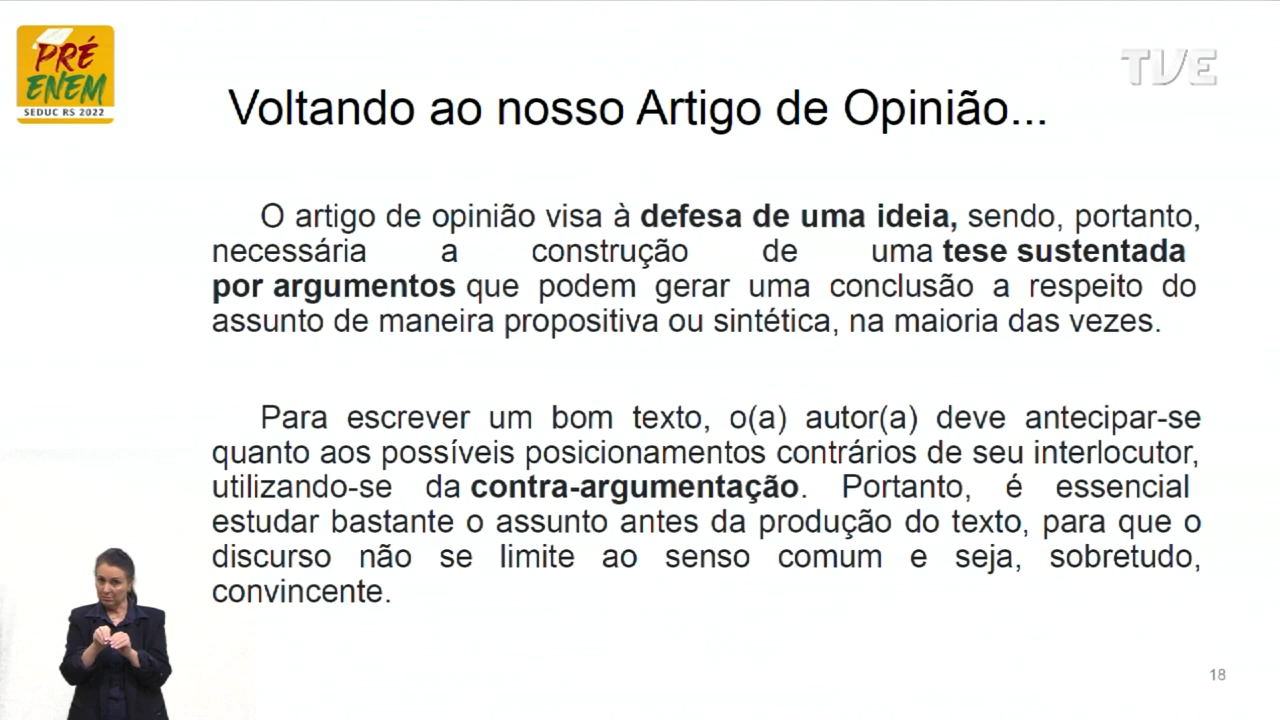 PRÉ
ENEM
SEDUC RS 2022
TVE
Voltando ao nosso Artigo de Opinião...
O artigo de opinião visa à defesa de uma ideia, sendo, portanto,
necessária a construção de uma tese sustentada
por argumentos que podem gerar uma conclusão a respeito do
assunto de maneira propositiva ou sintética, na maioria das vezes.
Para escrever um bom texto, o(a) autor(a) deve antecipar-se
quanto aos possíveis posicionamentos contrários de seu interlocutor,
utilizando-se da contra-argumentação. Portanto, é essencial
estudar bastante o assunto antes da produção do texto, para que o
discurso não se limite ao senso comum e seja, sobretudo,
convincente.
18